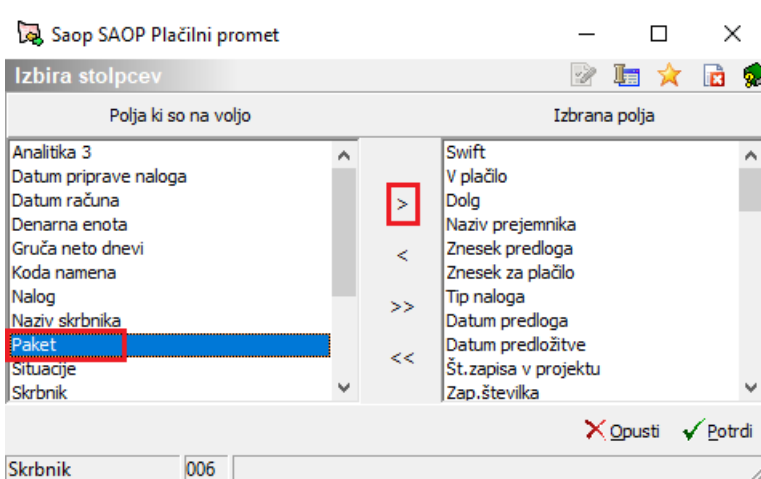 Saop SAOP Plačilni promet
Izbira stolpcev
Polja ki so na voljo
Izbrana polja
Analitika 3
Datum priprave naloga
Datum računa
Denarna enota
Gruča neto dnevi
Koda namena
Nalog
Naziv skrbnika
Paket
Situacije
Skrbnik
>
<
>>
<<
Swift
V plačilo
Dolg
Naziv prejemnika
Znesek predloga
Znesek za plačilo
Tip naloga
Datum predloga
Datum predložitve
Št.zapisa v projektu
Zap.številka
Opusti
Potrdi
Skrbnik 006